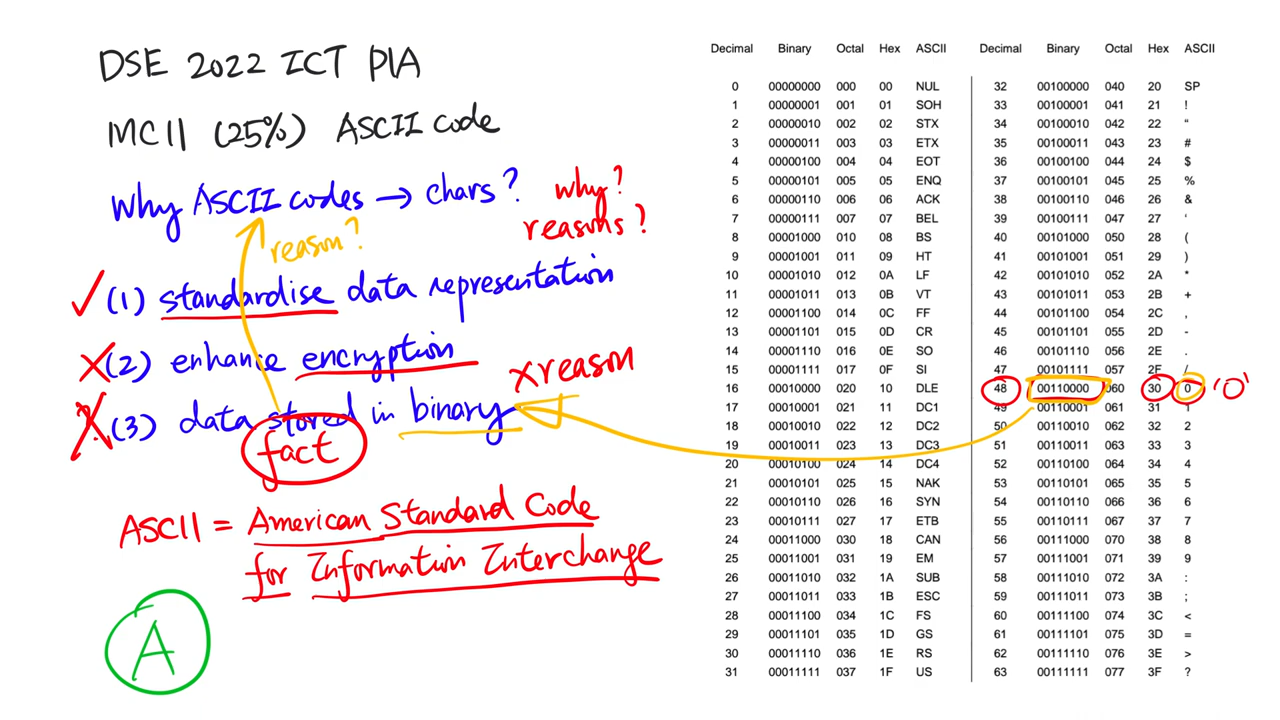 DSE 2022 ICT P1A
MC11 (25%) ASCII code
Why ASCII codes → chars?
why?
reasons?
reason?
✓ (1) standardise data representation
✗ (2) enhance encryption
✗ reason
✗ (3) data stored in binary
fact
ASCII = American Standard Code
for Information Interchange
A
Decimal Binary Octal Hex ASCII Decimal Binary Octal Hex ASCII
0 00000000 000 00 NUL 32 00100000 040 20 SP
1 00000001 001 01 SOH 33 00100001 041 21 !
2 00000010 002 02 STX 34 00100010 042 22 “
3 00000011 003 03 ETX 35 00100011 043 23 #
4 00000100 004 04 EOT 36 00100100 044 24 $
5 00000101 005 05 ENQ 37 00100101 045 25 %
6 00000110 006 06 ACK 38 00100110 046 26 &
7 00000111 007 07 BEL 39 00100111 047 27 ‘
8 00001000 010 08 BS 40 00101000 050 28 (
9 00001001 011 09 HT 41 00101001 051 29 )
10 00001010 012 0A LF 42 00101010 052 2A *
11 00001011 013 0B VT 43 00101011 053 2B +
12 00001100 014 0C FF 44 00101100 054 2C ,
13 00001101 015 0D CR 45 00101101 055 2D -
14 00001110 016 0E SO 46 00101110 056 2E .
15 00001111 017 0F SI 47 00101111 057 2F /
16 00010000 020 10 DLE 48 00110000 060 30 0 '0'
17 00010001 021 11 DC1 49 00110001 061 31 1
18 00010010 022 12 DC2 50 00110010 062 32 2
19 00010011 023 13 DC3 51 00110011 063 33 3
20 00010100 024 14 DC4 52 00110100 064 34 4
21 00010101 025 15 NAK 53 00110101 065 35 5
22 00010110 026 16 SYN 54 00110110 066 36 6
23 00010111 027 17 ETB 55 00110111 067 37 7
24 00011000 030 18 CAN 56 00111000 070 38 8
25 00011001 031 19 EM 57 00111001 071 39 9
26 00011010 032 1A SUB 58 00111010 072 3A :
27 00011011 033 1B ESC 59 00111011 073 3B ;
28 00011100 034 1C FS 60 00111100 074 3C <
29 00011101 035 1D GS 61 00111101 075 3D =
30 00011110 036 1E RS 62 00111110 076 3E >
31 00011111 037 1F US 63 00111111 077 3F ?